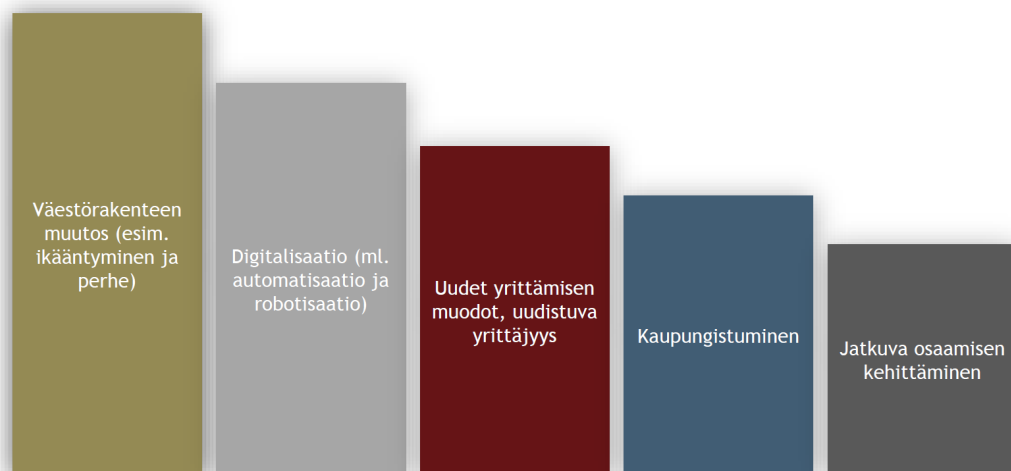 Väestörakenteen
muutos (esim.
ikääntyminen ja
perhe)
Digitalisaatio (ml.
automatisaatio ja
robotisaatio)
Uudet yrittämisen
muodot, uudistuva
yrittäjyys
Kaupungistuminen
Jatkuva osaamisen
kehittäminen